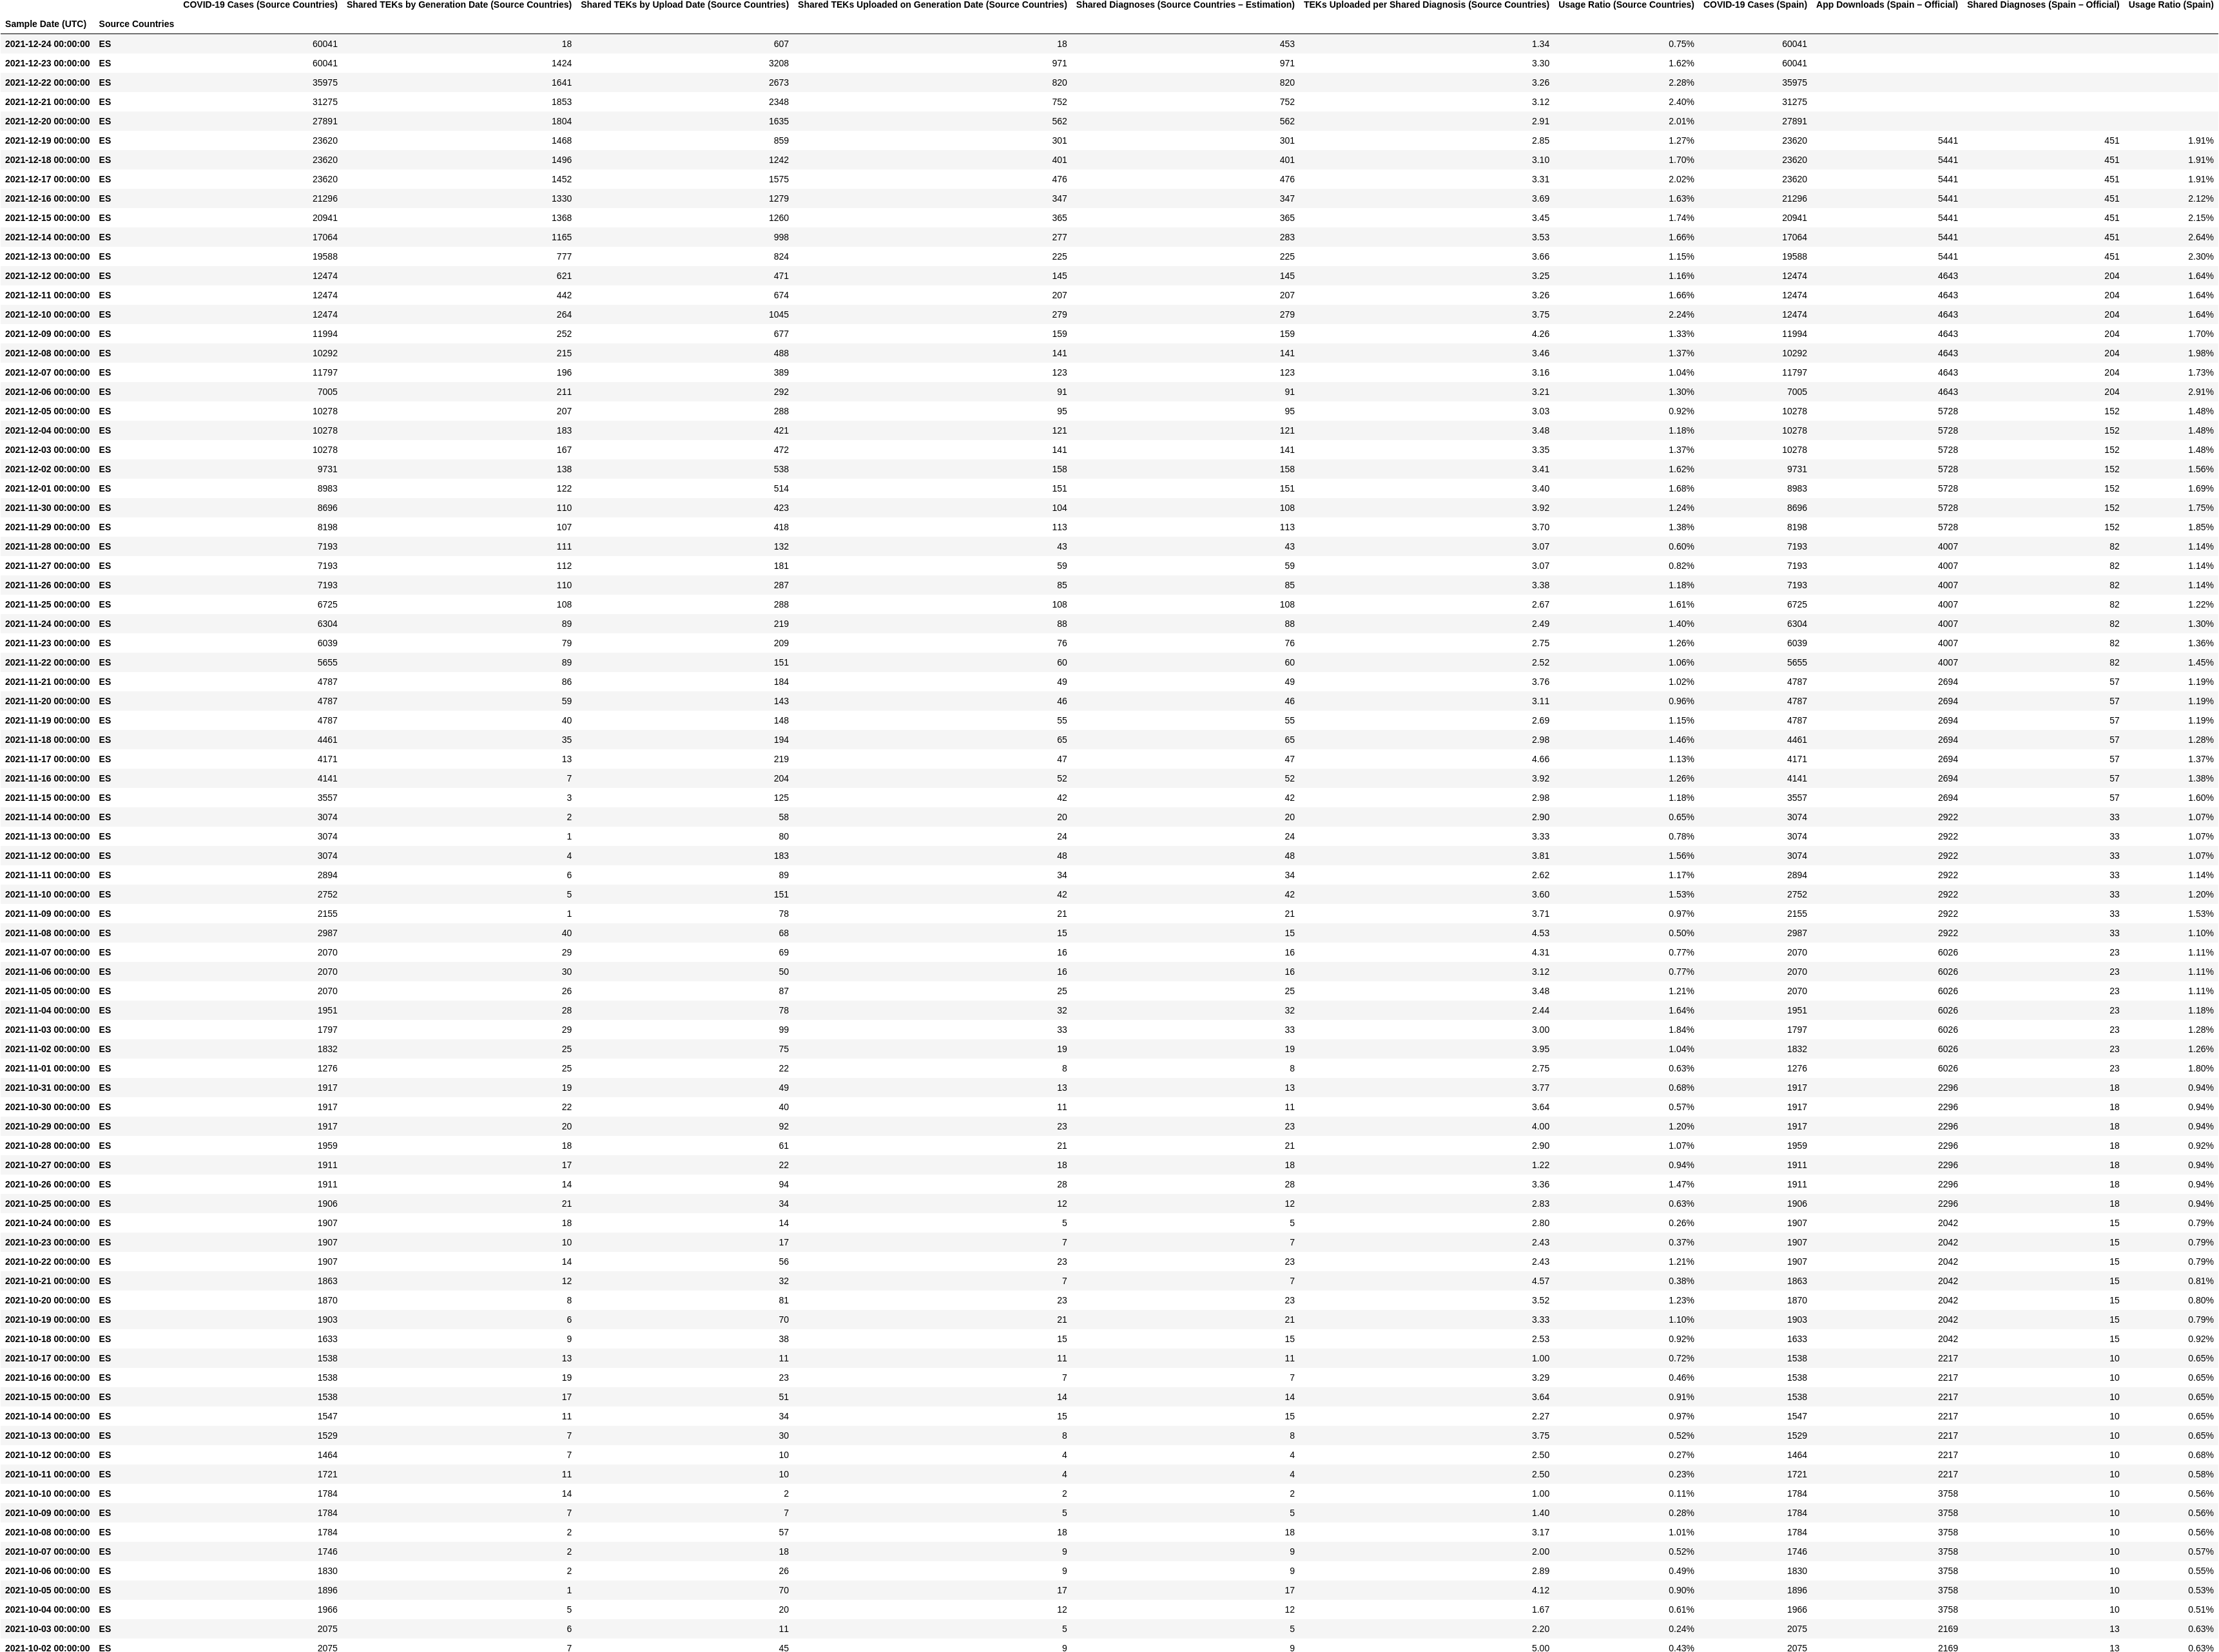 COVID-19 Cases (Source Countries) Shared TEKs by Generation Date (Source Countries) Shared TEKs by Upload Date (Source Countries) Shared TEKs Uploaded on Generation Date (Source Countries) Shared Diagnoses (Source Countries – Estimation) TEKs Uploaded per Shared Diagnosis (Source Countries) Usage Ratio (Source Countries) COVID-19 Cases (Spain) App Downloads (Spain – Official) Shared Diagnoses (Spain – Official) Usage Ratio (Spain)
Sample Date (UTC) Source Countries
2021-12-24 00:00:00 ES 60041 18 607 18 453 1.34 0.75% 60041
2021-12-23 00:00:00 ES 60041 1424 3208 971 971 3.30 1.62% 60041
2021-12-22 00:00:00 ES 35975 1641 2673 820 820 3.26 2.28% 35975
2021-12-21 00:00:00 ES 31275 1853 2348 752 752 3.12 2.40% 31275
2021-12-20 00:00:00 ES 27891 1804 1635 562 562 2.91 2.01% 27891
2021-12-19 00:00:00 ES 23620 1468 859 301 301 2.85 1.27% 23620 5441 451 1.91%
2021-12-18 00:00:00 ES 23620 1496 1242 401 401 3.10 1.70% 23620 5441 451 1.91%
2021-12-17 00:00:00 ES 23620 1452 1575 476 476 3.31 2.02% 23620 5441 451 1.91%
2021-12-16 00:00:00 ES 21296 1330 1279 347 347 3.69 1.63% 21296 5441 451 2.12%
2021-12-15 00:00:00 ES 20941 1368 1260 365 365 3.45 1.74% 20941 5441 451 2.15%
2021-12-14 00:00:00 ES 17064 1165 998 277 283 3.53 1.66% 17064 5441 451 2.64%
2021-12-13 00:00:00 ES 19588 777 824 225 225 3.66 1.15% 19588 5441 451 2.30%
2021-12-12 00:00:00 ES 12474 621 471 145 145 3.25 1.16% 12474 4643 204 1.64%
2021-12-11 00:00:00 ES 12474 442 674 207 207 3.26 1.66% 12474 4643 204 1.64%
2021-12-10 00:00:00 ES 12474 264 1045 279 279 3.75 2.24% 12474 4643 204 1.64%
2021-12-09 00:00:00 ES 11994 252 677 159 159 4.26 1.33% 11994 4643 204 1.70%
2021-12-08 00:00:00 ES 10292 215 488 141 141 3.46 1.37% 10292 4643 204 1.98%
2021-12-07 00:00:00 ES 11797 196 389 123 123 3.16 1.04% 11797 4643 204 1.73%
2021-12-06 00:00:00 ES 7005 211 292 91 91 3.21 1.30% 7005 4643 204 2.91%
2021-12-05 00:00:00 ES 10278 207 288 95 95 3.03 0.92% 10278 5728 152 1.48%
2021-12-04 00:00:00 ES 10278 183 421 121 121 3.48 1.18% 10278 5728 152 1.48%
2021-12-03 00:00:00 ES 10278 167 472 141 141 3.35 1.37% 10278 5728 152 1.48%
2021-12-02 00:00:00 ES 9731 138 538 158 158 3.41 1.62% 9731 5728 152 1.56%
2021-12-01 00:00:00 ES 8983 122 514 151 151 3.40 1.68% 8983 5728 152 1.69%
2021-11-30 00:00:00 ES 8696 110 423 104 108 3.92 1.24% 8696 5728 152 1.75%
2021-11-29 00:00:00 ES 8198 107 418 113 113 3.70 1.38% 8198 5728 152 1.85%
2021-11-28 00:00:00 ES 7193 111 132 43 43 3.07 0.60% 7193 4007 82 1.14%
2021-11-27 00:00:00 ES 7193 112 181 59 59 3.07 0.82% 7193 4007 82 1.14%
2021-11-26 00:00:00 ES 7193 110 287 85 85 3.38 1.18% 7193 4007 82 1.14%
2021-11-25 00:00:00 ES 6725 108 288 108 108 2.67 1.61% 6725 4007 82 1.22%
2021-11-24 00:00:00 ES 6304 89 219 88 88 2.49 1.40% 6304 4007 82 1.30%
2021-11-23 00:00:00 ES 6039 79 209 76 76 2.75 1.26% 6039 4007 82 1.36%
2021-11-22 00:00:00 ES 5655 89 151 60 60 2.52 1.06% 5655 4007 82 1.45%
2021-11-21 00:00:00 ES 4787 86 184 49 49 3.76 1.02% 4787 2694 57 1.19%
2021-11-20 00:00:00 ES 4787 59 143 46 46 3.11 0.96% 4787 2694 57 1.19%
2021-11-19 00:00:00 ES 4787 40 148 55 55 2.69 1.15% 4787 2694 57 1.19%
2021-11-18 00:00:00 ES 4461 35 194 65 65 2.98 1.46% 4461 2694 57 1.28%
2021-11-17 00:00:00 ES 4171 13 219 47 47 4.66 1.13% 4171 2694 57 1.37%
2021-11-16 00:00:00 ES 4141 7 204 52 52 3.92 1.26% 4141 2694 57 1.38%
2021-11-15 00:00:00 ES 3557 3 125 42 42 2.98 1.18% 3557 2694 57 1.60%
2021-11-14 00:00:00 ES 3074 2 58 20 20 2.90 0.65% 3074 2922 33 1.07%
2021-11-13 00:00:00 ES 3074 1 80 24 24 3.33 0.78% 3074 2922 33 1.07%
2021-11-12 00:00:00 ES 3074 4 183 48 48 3.81 1.56% 3074 2922 33 1.07%
2021-11-11 00:00:00 ES 2894 6 89 34 34 2.62 1.17% 2894 2922 33 1.14%
2021-11-10 00:00:00 ES 2752 5 151 42 42 3.60 1.53% 2752 2922 33 1.20%
2021-11-09 00:00:00 ES 2155 1 78 21 21 3.71 0.97% 2155 2922 33 1.53%
2021-11-08 00:00:00 ES 2987 40 68 15 15 4.53 0.50% 2987 2922 33 1.10%
2021-11-07 00:00:00 ES 2070 29 69 16 16 4.31 0.77% 2070 6026 23 1.11%
2021-11-06 00:00:00 ES 2070 30 50 16 16 3.12 0.77% 2070 6026 23 1.11%
2021-11-05 00:00:00 ES 2070 26 87 25 25 3.48 1.21% 2070 6026 23 1.11%
2021-11-04 00:00:00 ES 1951 28 78 32 32 2.44 1.64% 1951 6026 23 1.18%
2021-11-03 00:00:00 ES 1797 29 99 33 33 3.00 1.84% 1797 6026 23 1.28%
2021-11-02 00:00:00 ES 1832 25 75 19 19 3.95 1.04% 1832 6026 23 1.26%
2021-11-01 00:00:00 ES 1276 25 22 8 8 2.75 0.63% 1276 6026 23 1.80%
2021-10-31 00:00:00 ES 1917 19 49 13 13 3.77 0.68% 1917 2296 18 0.94%
2021-10-30 00:00:00 ES 1917 22 40 11 11 3.64 0.57% 1917 2296 18 0.94%
2021-10-29 00:00:00 ES 1917 20 92 23 23 4.00 1.20% 1917 2296 18 0.94%
2021-10-28 00:00:00 ES 1959 18 61 21 21 2.90 1.07% 1959 2296 18 0.92%
2021-10-27 00:00:00 ES 1911 17 22 18 18 1.22 0.94% 1911 2296 18 0.94%
2021-10-26 00:00:00 ES 1911 14 94 28 28 3.36 1.47% 1911 2296 18 0.94%
2021-10-25 00:00:00 ES 1906 21 34 12 12 2.83 0.63% 1906 2296 18 0.94%
2021-10-24 00:00:00 ES 1907 18 14 5 5 2.80 0.26% 1907 2042 15 0.79%
2021-10-23 00:00:00 ES 1907 10 17 7 7 2.43 0.37% 1907 2042 15 0.79%
2021-10-22 00:00:00 ES 1907 14 56 23 23 2.43 1.21% 1907 2042 15 0.79%
2021-10-21 00:00:00 ES 1863 12 32 7 7 4.57 0.38% 1863 2042 15 0.81%
2021-10-20 00:00:00 ES 1870 8 81 23 23 3.52 1.23% 1870 2042 15 0.80%
2021-10-19 00:00:00 ES 1903 6 70 21 21 3.33 1.10% 1903 2042 15 0.79%
2021-10-18 00:00:00 ES 1633 9 38 15 15 2.53 0.92% 1633 2042 15 0.92%
2021-10-17 00:00:00 ES 1538 13 11 11 11 1.00 0.72% 1538 2217 10 0.65%
2021-10-16 00:00:00 ES 1538 19 23 7 7 3.29 0.46% 1538 2217 10 0.65%
2021-10-15 00:00:00 ES 1538 17 51 14 14 3.64 0.91% 1538 2217 10 0.65%
2021-10-14 00:00:00 ES 1547 11 34 15 15 2.27 0.97% 1547 2217 10 0.65%
2021-10-13 00:00:00 ES 1529 7 30 8 8 3.75 0.52% 1529 2217 10 0.65%
2021-10-12 00:00:00 ES 1464 7 10 4 4 2.50 0.27% 1464 2217 10 0.68%
2021-10-11 00:00:00 ES 1721 11 10 4 4 2.50 0.23% 1721 2217 10 0.58%
2021-10-10 00:00:00 ES 1784 14 2 2 2 1.00 0.11% 1784 3758 10 0.56%
2021-10-09 00:00:00 ES 1784 7 7 5 5 1.40 0.28% 1784 3758 10 0.56%
2021-10-08 00:00:00 ES 1784 2 57 18 18 3.17 1.01% 1784 3758 10 0.56%
2021-10-07 00:00:00 ES 1746 2 18 9 9 2.00 0.52% 1746 3758 10 0.57%
2021-10-06 00:00:00 ES 1830 2 26 9 9 2.89 0.49% 1830 3758 10 0.55%
2021-10-05 00:00:00 ES 1896 1 70 17 17 4.12 0.90% 1896 3758 10 0.53%
2021-10-04 00:00:00 ES 1966 5 20 12 12 1.67 0.61% 1966 3758 10 0.51%
2021-10-03 00:00:00 ES 2075 6 11 5 5 2.20 0.24% 2075 2169 13 0.63%
2021-10-02 00:00:00 ES 2075 7 45 9 9 5.00 0.43% 2075 2169 13 0.63%